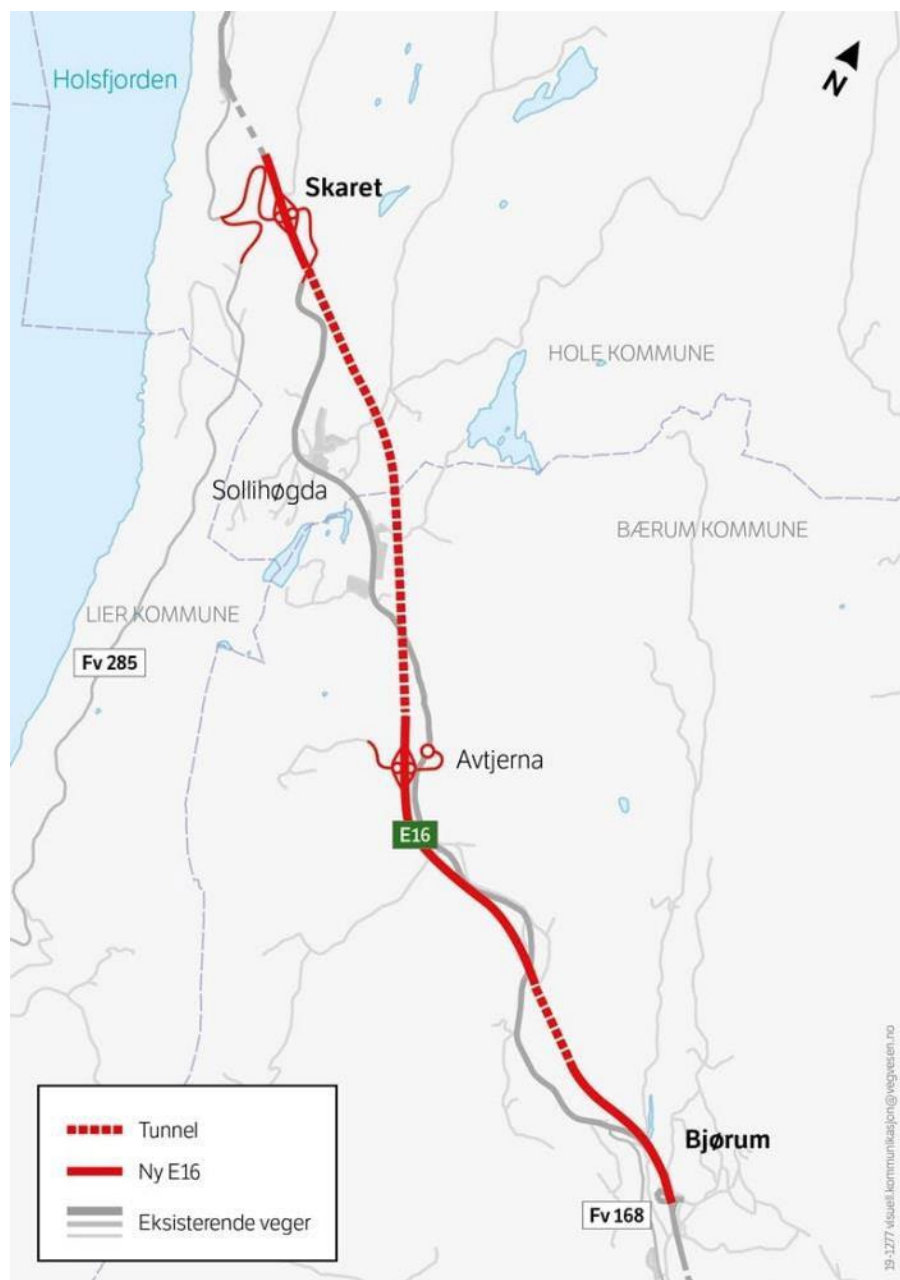 Holsfjorden
N
Skaret
HOLE KOMMUNE
Sollihøgda
BÆRUM KOMMUNE
LIER KOMMUNE
Fv 285
Avtjerna
E16
Tunnel
Ny E16
Eksisterende veger
Bjørum
Fv 168
19-1277 visuell.kommunikasjon@vegvesen.no